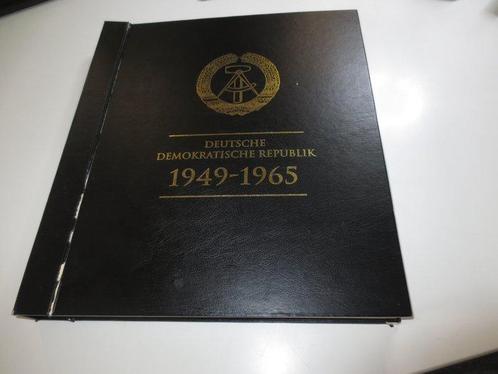 DEUTSCHE
DEMOKRATISCHE REPUBLIK
1949-1965